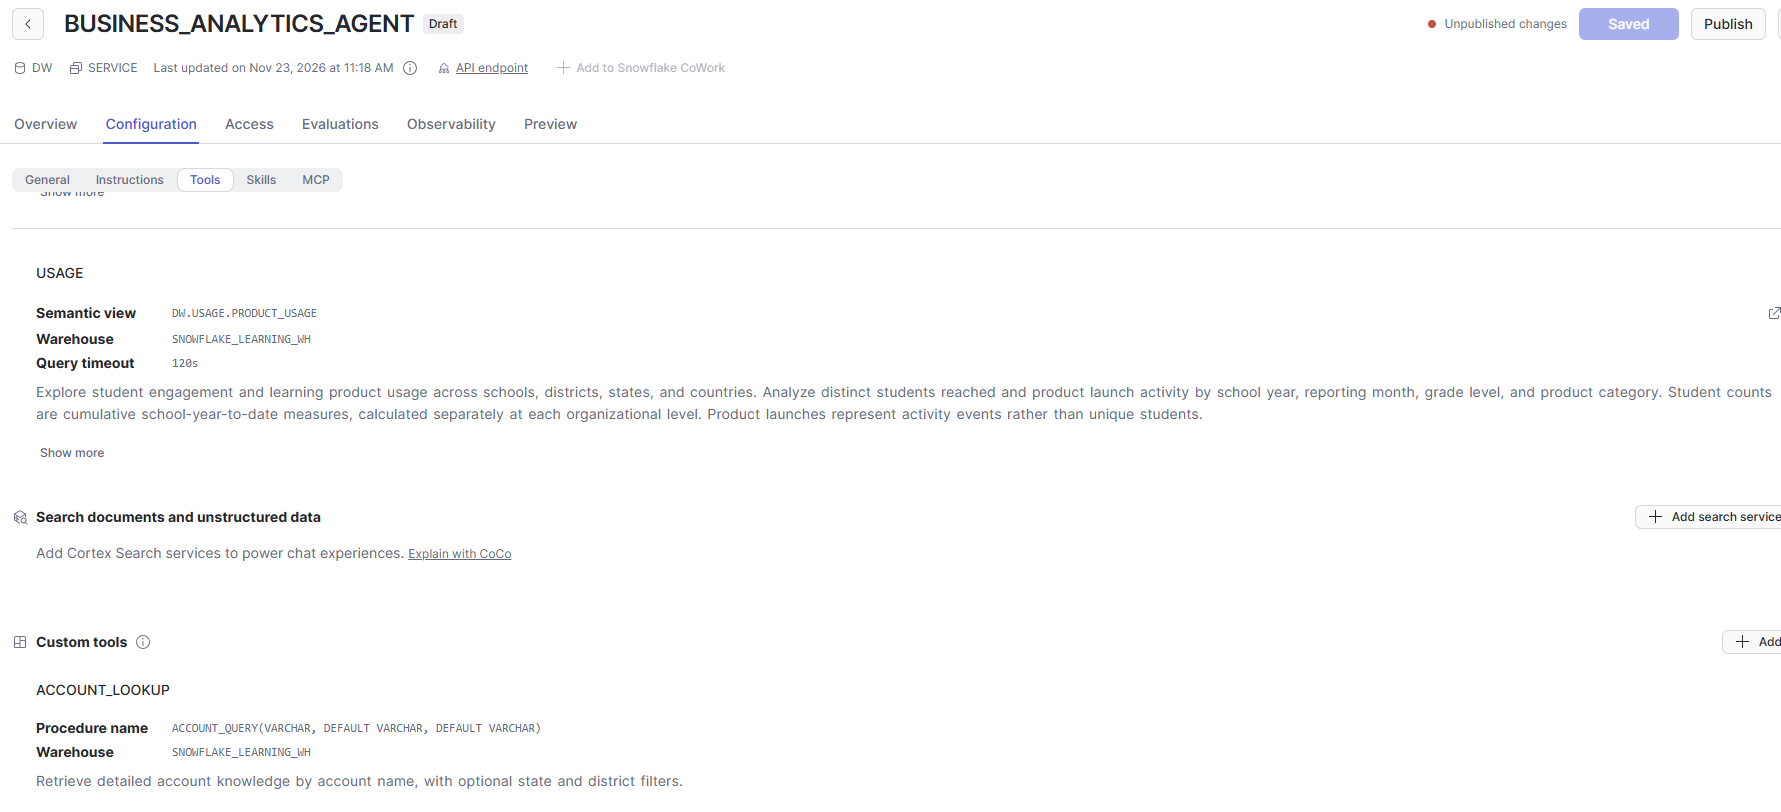 BUSINESS_ANALYTICS_AGENT Draft
Unpublished changes Saved Publish
DW SERVICE Last updated on Nov 23, 2026 at 11:18 AM API endpoint Add to Snowflake CoWork
Overview Configuration Access Evaluations Observability Preview
General Instructions Tools Skills MCP
Show more
USAGE
Semantic view DW.USAGE.PRODUCT_USAGE
Warehouse SNOWFLAKE_LEARNING_WH
Query timeout 120s
Explore student engagement and learning product usage across schools, districts, states, and countries. Analyze distinct students reached and product launch activity by school year, reporting month, grade level, and product category. Student counts
are cumulative school-year-to-date measures, calculated separately at each organizational level. Product launches represent activity events rather than unique students.
Show more
Search documents and unstructured data
Add search service
Add Cortex Search services to power chat experiences. Explain with CoCo
Custom tools
Add
ACCOUNT_LOOKUP
Procedure name ACCOUNT_QUERY(VARCHAR, DEFAULT VARCHAR, DEFAULT VARCHAR)
Warehouse SNOWFLAKE_LEARNING_WH
Retrieve detailed account knowledge by account name, with optional state and district filters.